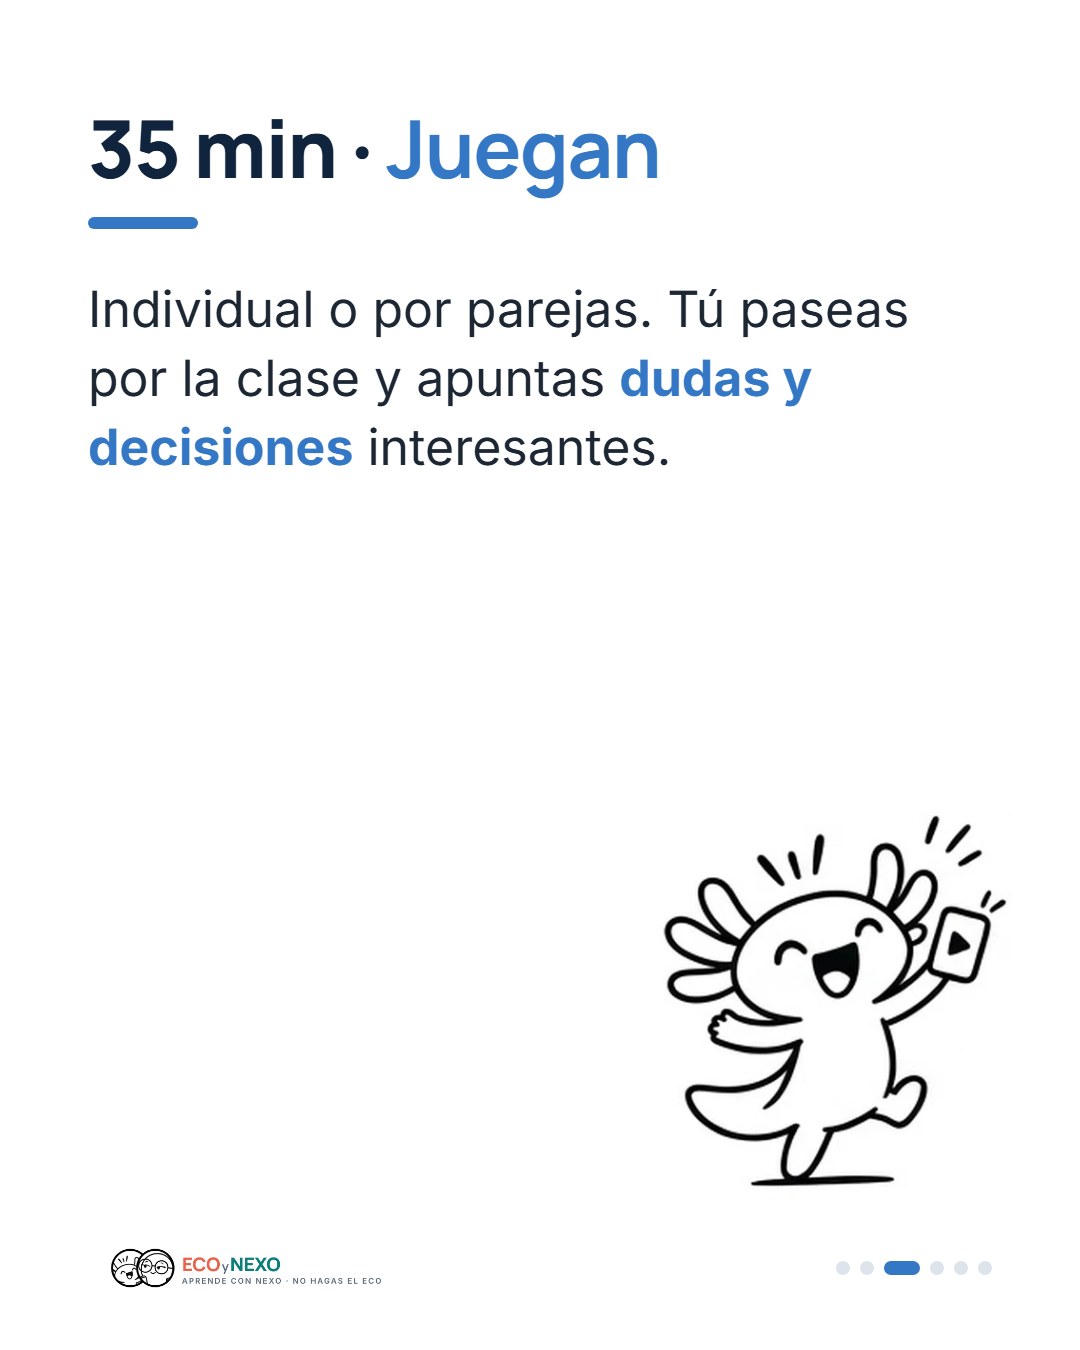 35 min · Juegan
Individual o por parejas. Tú paseas
por la clase y apuntas dudas y
decisiones interesantes.
ECO y NEXO
APRENDE CON NEXO · NO HAGAS EL ECO